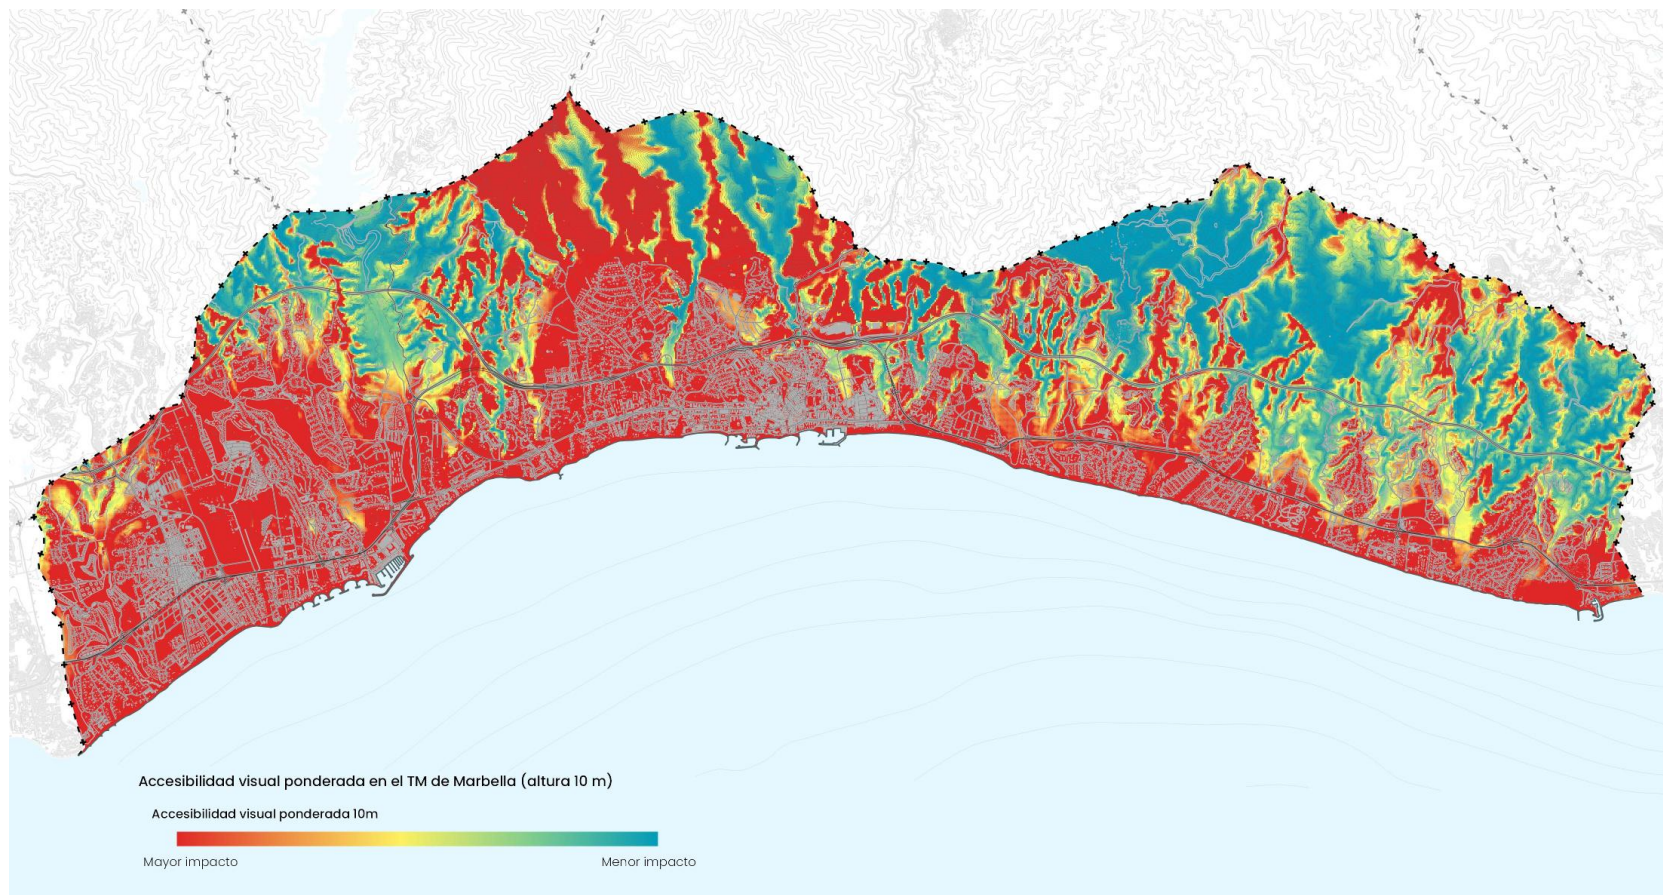 Accesibilidad visual ponderada en el TM de Marbella (altura 10 m)
Accesibilidad visual ponderada 10m
Mayor impacto
Menor impacto